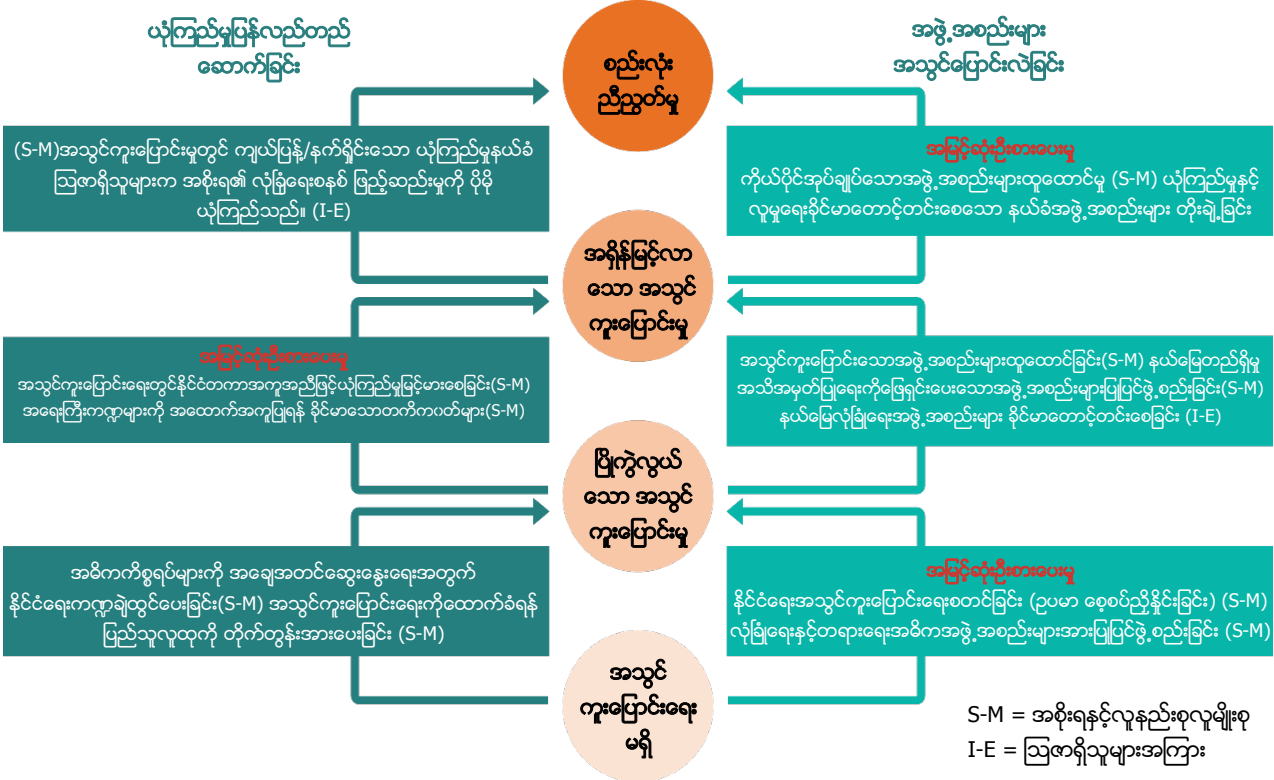 ယုံကြည်မှုပြန်လည်တည်
ဆောက်ခြင်း
စည်းလုံး
ညီညွတ်မှု
အဖွဲ့အစည်းများ
အသွင်ပြောင်းလဲခြင်း
(S-M)အသွင်ကူးပြောင်းမှုတွင် ကျယ်ပြန့်/နက်ရှိုင်းသော ယုံကြည်မှုနယ်ခံ
ဩဇာရှိသူများက အစိုးရ၏ လုံခြုံရေးစနစ် ဖြည့်ဆည်းမှုကို ပိုမို
ယုံကြည်သည်။ (I-E)
အမြင့်ဆုံးဦးစားပေးမှု
ကိုယ်ပိုင်အုပ်ချုပ်သောအဖွဲ့အစည်းများထူထောင်မှု (S-M) ယုံကြည်မှုနှင့်
လူမှုရေးခိုင်မာတောင့်တင်းစေသော နယ်ခံအဖွဲ့အစည်းများ တိုးချဲ့ခြင်း
အရှိန်မြင့်လာ
သော အသွင်
ကူးပြောင်းမှု
အမြင့်ဆုံးဦးစားပေးမှု
အသွင်ကူးပြောင်းရေးတွင်နိုင်ငံတကာအကူအညီဖြင့်ယုံကြည်မှုမြင့်မားစေခြင်း(S-M)
အရေးကြီးကဏ္ဍများကို အထောက်အကူပြုရန် ခိုင်မာသောကတိကဝတ်များ(S-M)
အသွင်ကူးပြောင်းသောအဖွဲ့အစည်းများထူထောင်ခြင်း(S-M) နယ်မြေတည်ရှိမှု
အသိအမှတ်ပြုရေးကိုဖြေရှင်းပေးသောအဖွဲ့အစည်းများပြုပြင်ဖွဲ့စည်းခြင်း(S-M)
နယ်မြေလုံခြုံရေးအဖွဲ့အစည်းများ ခိုင်မာတောင့်တင်းစေခြင်း (I-E)
ပြိုကွဲလွယ်
သော အသွင်
ကူးပြောင်းမှု
အဓိကကိစ္စရပ်များကို အချေအတင်ဆွေးနွေးရေးအတွက်
နိုင်ငံရေးကဏ္ဍချဲ့ထွင်ပေးခြင်း(S-M) အသွင်ကူးပြောင်းရေးကိုထောက်ခံရန်
ပြည်သူလူထုကို တိုက်တွန်းအားပေးခြင်း (S-M)
အမြင့်ဆုံးဦးစားပေးမှု
နိုင်ငံရေးအသွင်ကူးပြောင်းရေးစတင်ခြင်း (ဥပမာ စေ့စပ်ညှိနှိုင်းခြင်း) (S-M)
လုံခြုံရေးနှင့်တရားရေးအဓိကအဖွဲ့အစည်းများအားပြုပြင်ဖွဲ့စည်းခြင်း (S-M)
အသွင်
ကူးပြောင်းရေး
မရှိ
S-M = အစိုးရနှင့်လူနည်းစုလူမျိုးစု
I-E = ဩဇာရှိသူများအကြား